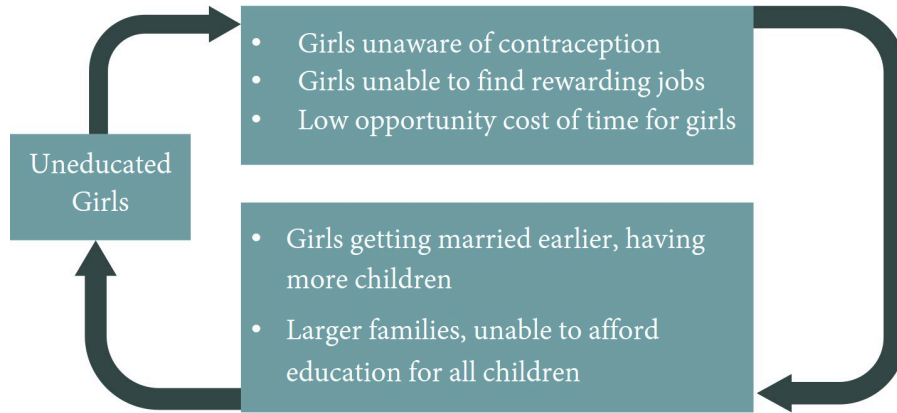 • Girls unaware of contraception
• Girls unable to find rewarding jobs
• Low opportunity cost of time for girls
Uneducated
Girls
• Girls getting married earlier, having
more children
• Larger families, unable to afford
education for all children